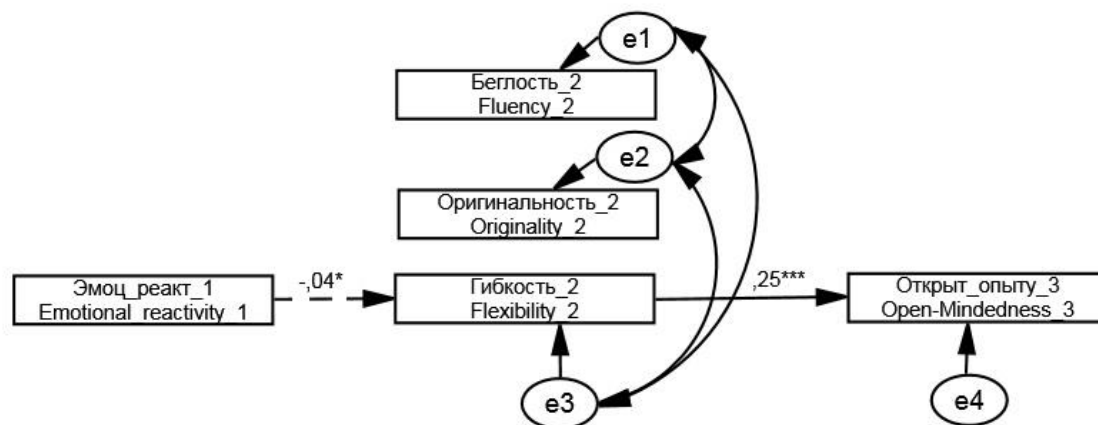 e1
Беглость_2
Fluency_2
e2
Оригинальность_2
Originality_2
Эмоц_реакт_1
Emotional_reactivity_1
-,04*
Гибкость_2
Flexibility_2
,25***
Открыт_опыту_3
Open-Mindedness_3
e3
e4